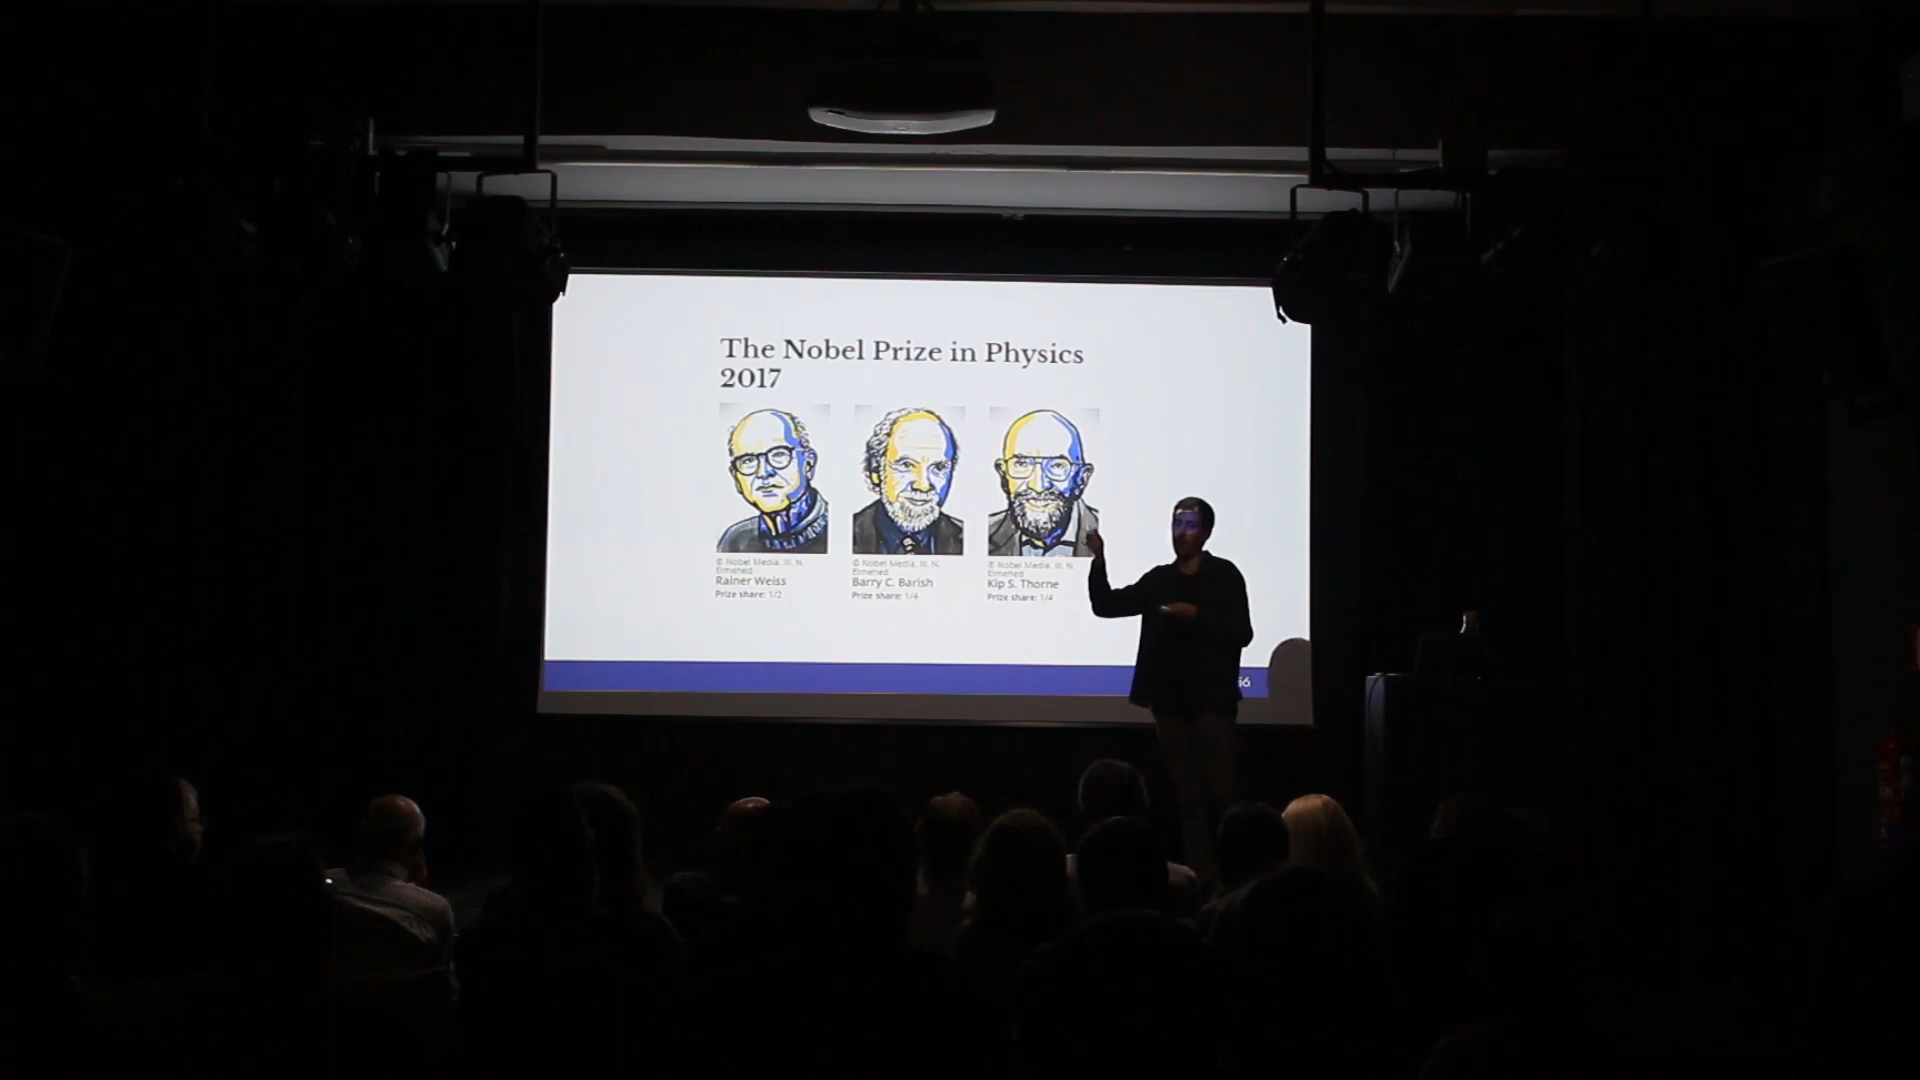 The Nobel Prize in Physics
2017
© Nobel Media, Ill. N.
Elmehed
Rainer Weiss
Prize share: 1/2
© Nobel Media, Ill. N.
Elmehed
Barry C. Barish
Prize share: 1/4
© Nobel Media, Ill. N.
Elmehed
Kip S. Thorne
Prize share: 1/4